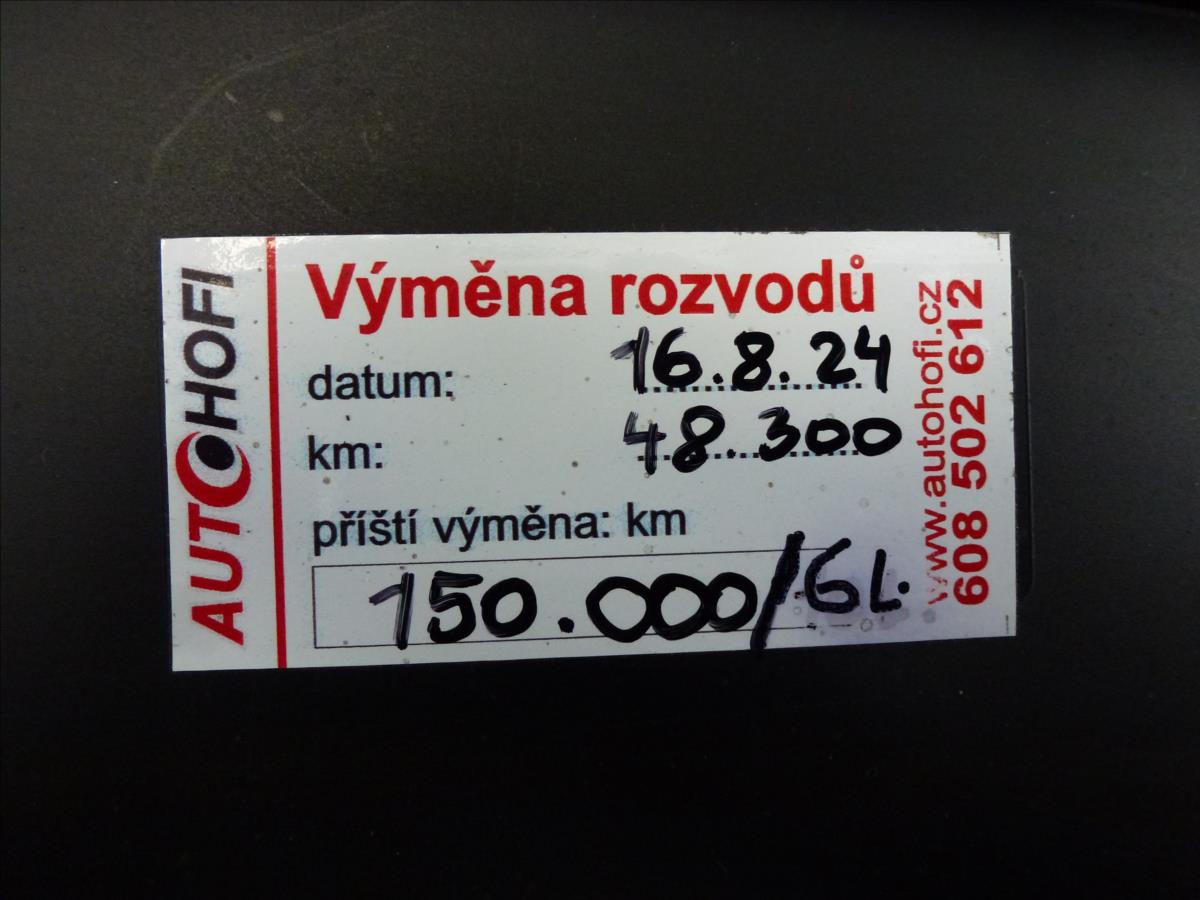 AUTOHOFI
Výměna rozvodů
datum: 16.8.24
km: 48.300
příští výměna: km
150.000/6L.
www.autohofi.cz
608 502 612